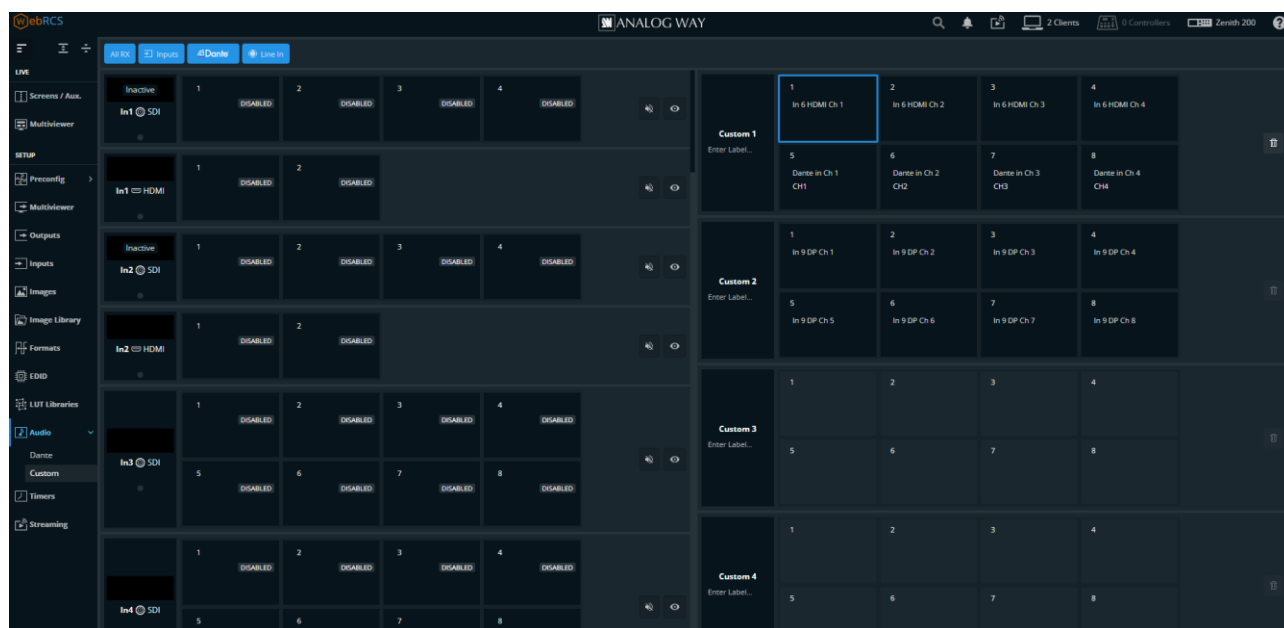 WebRCS
ANALOG WAY
2 Clients
0 Controllers
Zenith 200
All RX
Inputs
Dante
Line In
LIVE
Screens / Aux.
Multiviewer
SETUP
Preconfig
Multiviewer
Outputs
Inputs
Images
Image Library
Formats
EDID
LUT Libraries
Audio
Dante
Custom
Timers
Streaming
Inactive
In1 SDI
1 DISABLED
2 DISABLED
3 DISABLED
4 DISABLED
In1 HDMI
1 DISABLED
2 DISABLED
Inactive
In2 SDI
1 DISABLED
2 DISABLED
3 DISABLED
4 DISABLED
In2 HDMI
1 DISABLED
2 DISABLED
In3 SDI
1 DISABLED
2 DISABLED
3 DISABLED
4 DISABLED
5 DISABLED
6 DISABLED
7 DISABLED
8 DISABLED
In4 SDI
1 DISABLED
2 DISABLED
3 DISABLED
4 DISABLED
5
6
7
8
Custom 1
Enter Label...
1
In 6 HDMI Ch 1
2
In 6 HDMI Ch 2
3
In 6 HDMI Ch 3
4
In 6 HDMI Ch 4
5
Dante in Ch 1
CH1
6
Dante in Ch 2
CH2
7
Dante in Ch 3
CH3
8
Dante in Ch 4
CH4
Custom 2
Enter Label...
1
In 9 DP Ch 1
2
In 9 DP Ch 2
3
In 9 DP Ch 3
4
In 9 DP Ch 4
5
In 9 DP Ch 5
6
In 9 DP Ch 6
7
In 9 DP Ch 7
8
In 9 DP Ch 8
Custom 3
Enter Label...
1
2
3
4
5
6
7
8
Custom 4
Enter Label...
1
2
3
4
5
6
7
8